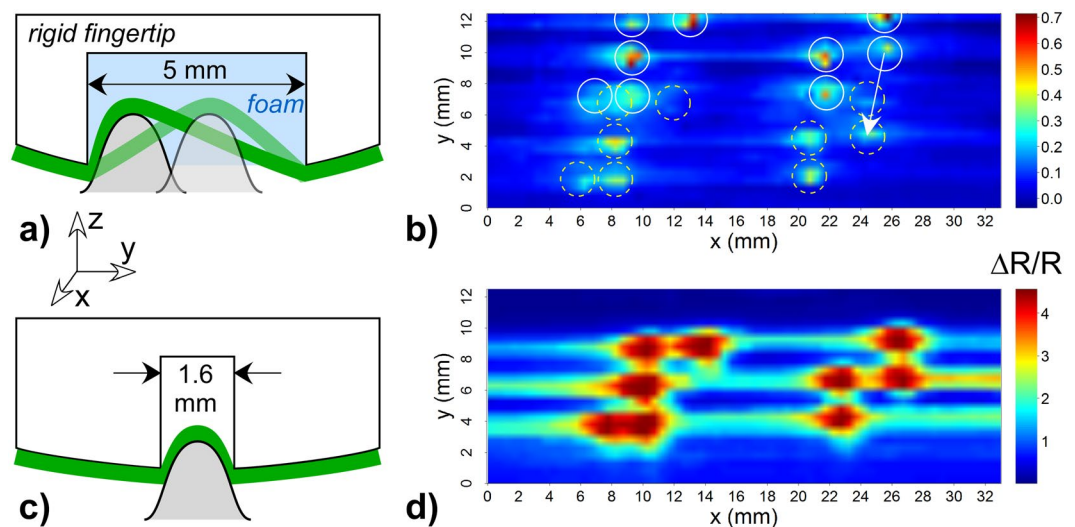 rigid fingertip
5 mm
foam
a)
z
y
x
1.6
mm
c)
y (mm)
12
10
8
6
4
2
0
0 2 4 6 8 10 12 14 16 18 20 22 24 26 28 30 32
x (mm)
b)
0.7
0.6
0.5
0.4
0.3
0.2
0.1
0.0
ΔR/R
y (mm)
12
10
8
6
4
2
0
0 2 4 6 8 10 12 14 16 18 20 22 24 26 28 30 32
x (mm)
d)
4
3
2
1